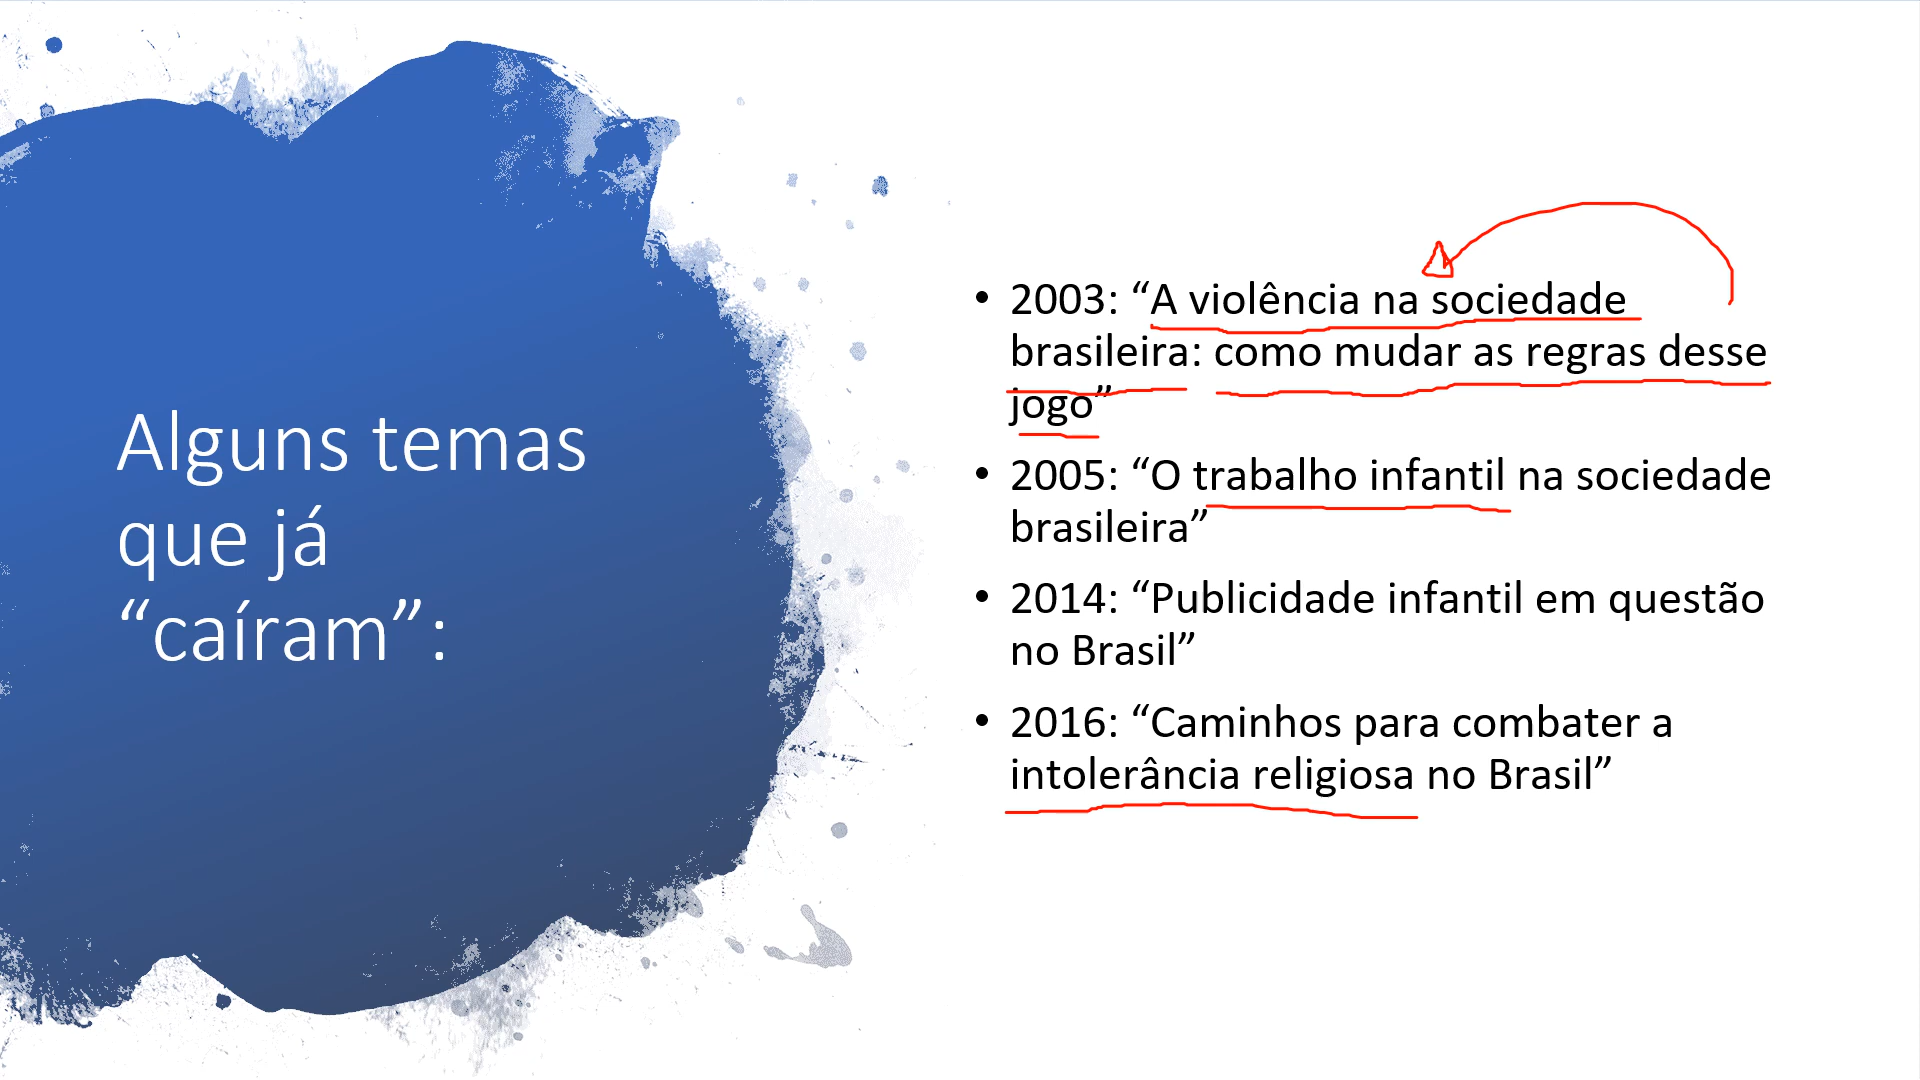 Alguns temas
que já
“caíram”:
• 2003: “A violência na sociedade
brasileira: como mudar as regras desse
jogo”
• 2005: “O trabalho infantil na sociedade
brasileira”
• 2014: “Publicidade infantil em questão
no Brasil”
• 2016: “Caminhos para combater a
intolerância religiosa no Brasil”